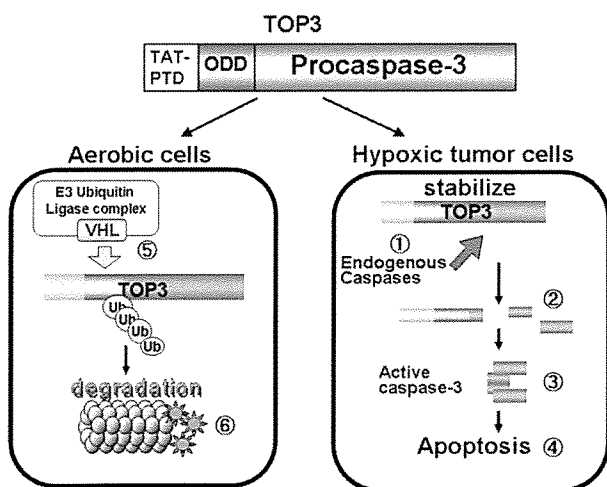 TOP3
TAT-
PTD
ODD
Procaspase-3
Aerobic cells
E3 Ubiquitin
Ligase complex
VHL
⑤
TOP3
Ub
Ub
Ub
Ub
degradation
⑥
Hypoxic tumor cells
stabilize
TOP3
①
Endogenous
Caspases
②
Active
caspase-3
③
Apoptosis ④